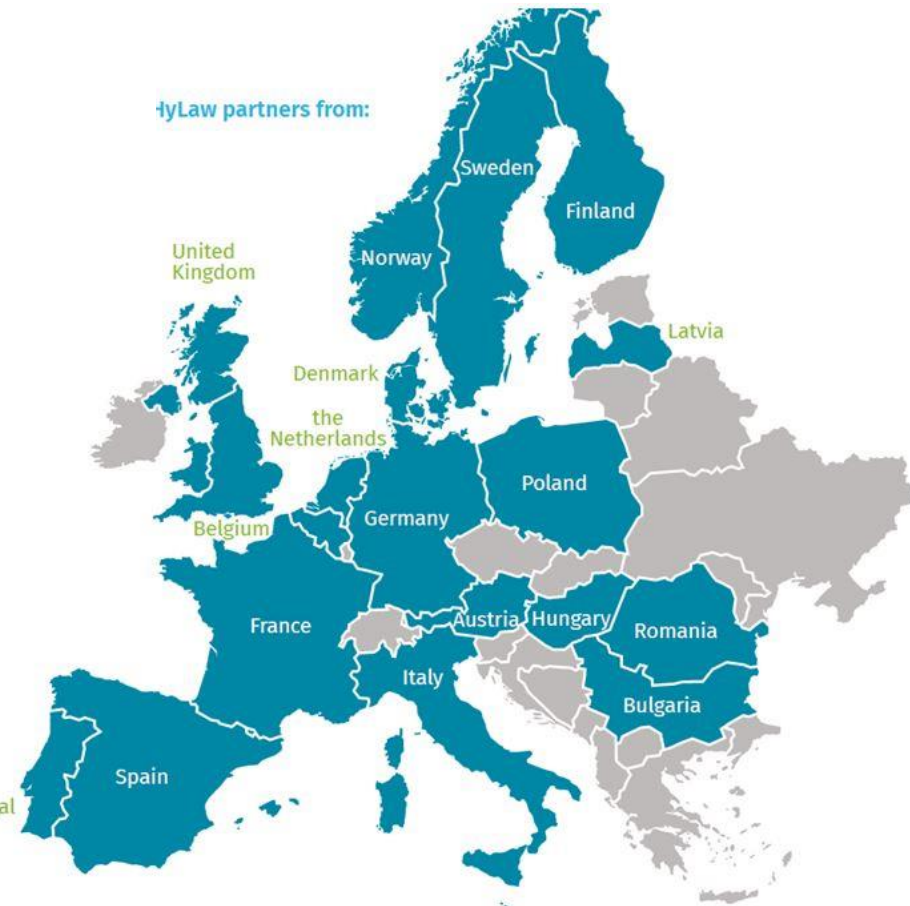 HyLaw partners from:
Sweden
Finland
Norway
United
Kingdom
Latvia
Denmark
the
Netherlands
Poland
Germany
Belgium
Austria
Hungary
France
Romania
Italy
Bulgaria
Spain
al